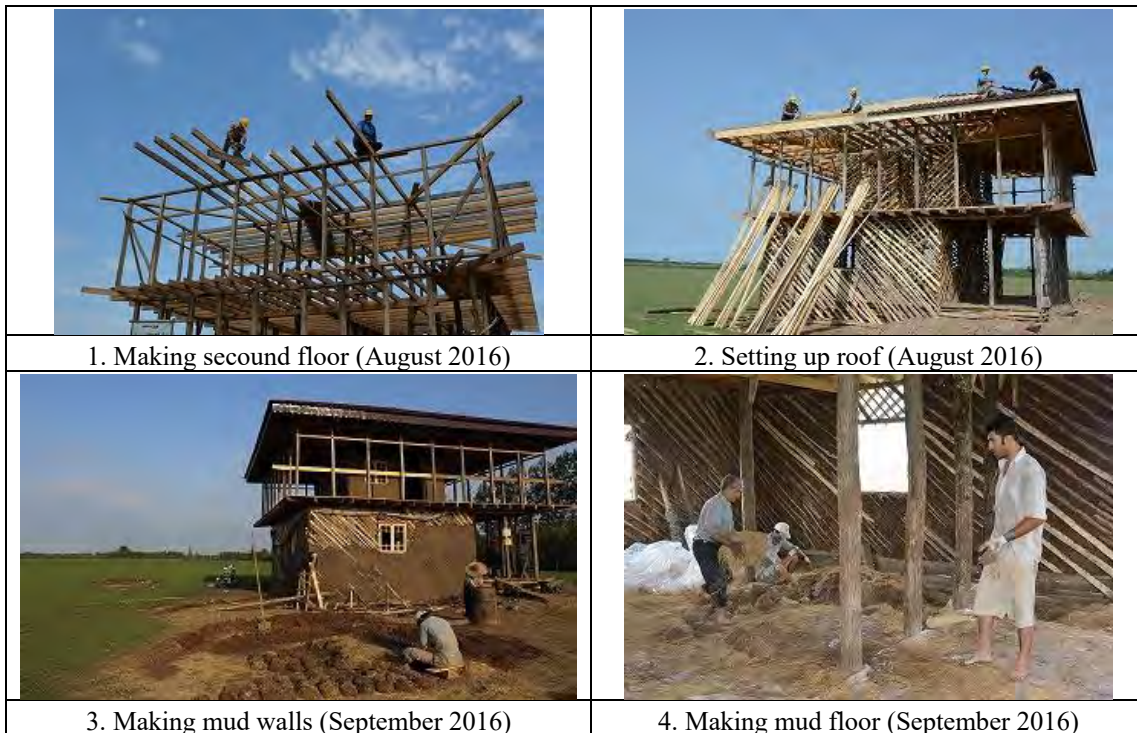 1. Making secound floor (August 2016)
2. Setting up roof (August 2016)
3. Making mud walls (September 2016)
4. Making mud floor (September 2016)